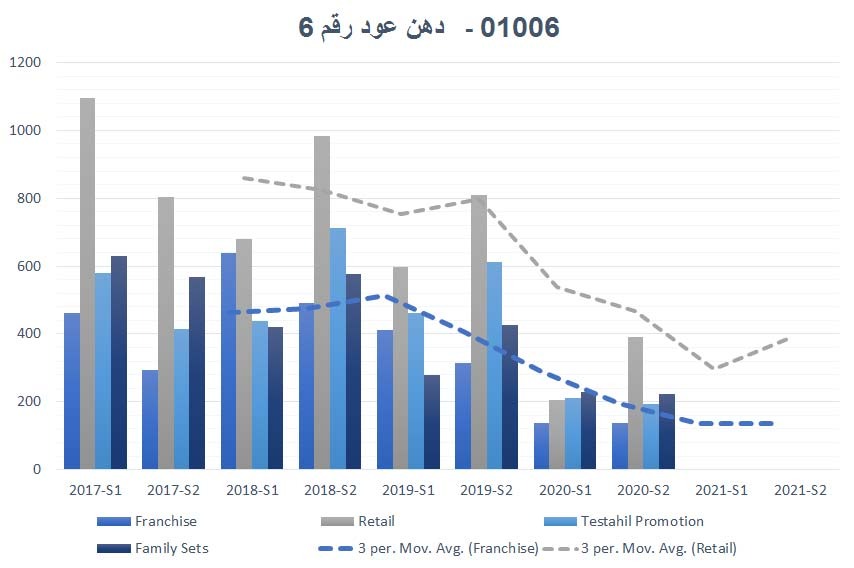 01006 - دهن عود رقم 6
1200
1000
800
600
400
200
0
2017-S1 2017-S2 2018-S1 2018-S2 2019-S1 2019-S2 2020-S1 2020-S2 2021-S1 2021-S2
Franchise Retail Testahil Promotion
Family Sets 3 per. Mov. Avg. (Franchise) 3 per. Mov. Avg. (Retail)